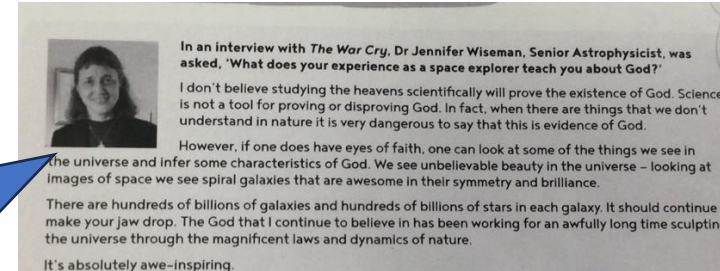 In an interview with The War Cry, Dr Jennifer Wiseman, Senior Astrophysicist, was
asked, 'What does your experience as a space explorer teach you about God?'
I don't believe studying the heavens scientifically will prove the existence of God. Science
is not a tool for proving or disproving God. In fact, when there are things that we don't
understand in nature it is very dangerous to say that this is evidence of God.
However, if one does have eyes of faith, one can look at some of the things we see in
the universe and infer some characteristics of God. We see unbelievable beauty in the universe – looking at
images of space we see spiral galaxies that are awesome in their symmetry and brilliance.
There are hundreds of billions of galaxies and hundreds of billions of stars in each galaxy. It should continue
make your jaw drop. The God that I continue to believe in has been working for an awfully long time sculptin
the universe through the magnificent laws and dynamics of nature.
It's absolutely awe-inspiring.